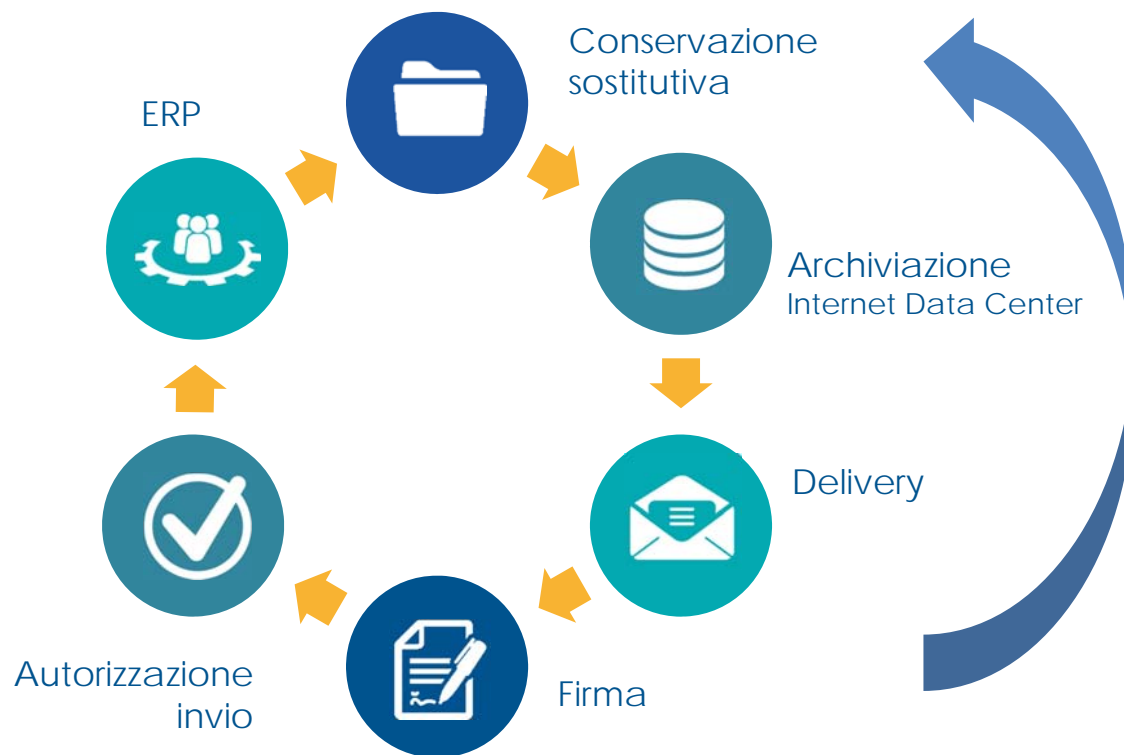 Conservazione
sostitutiva
ERP
Archiviazione
Internet Data Center
Delivery
Autorizzazione
invio
Firma